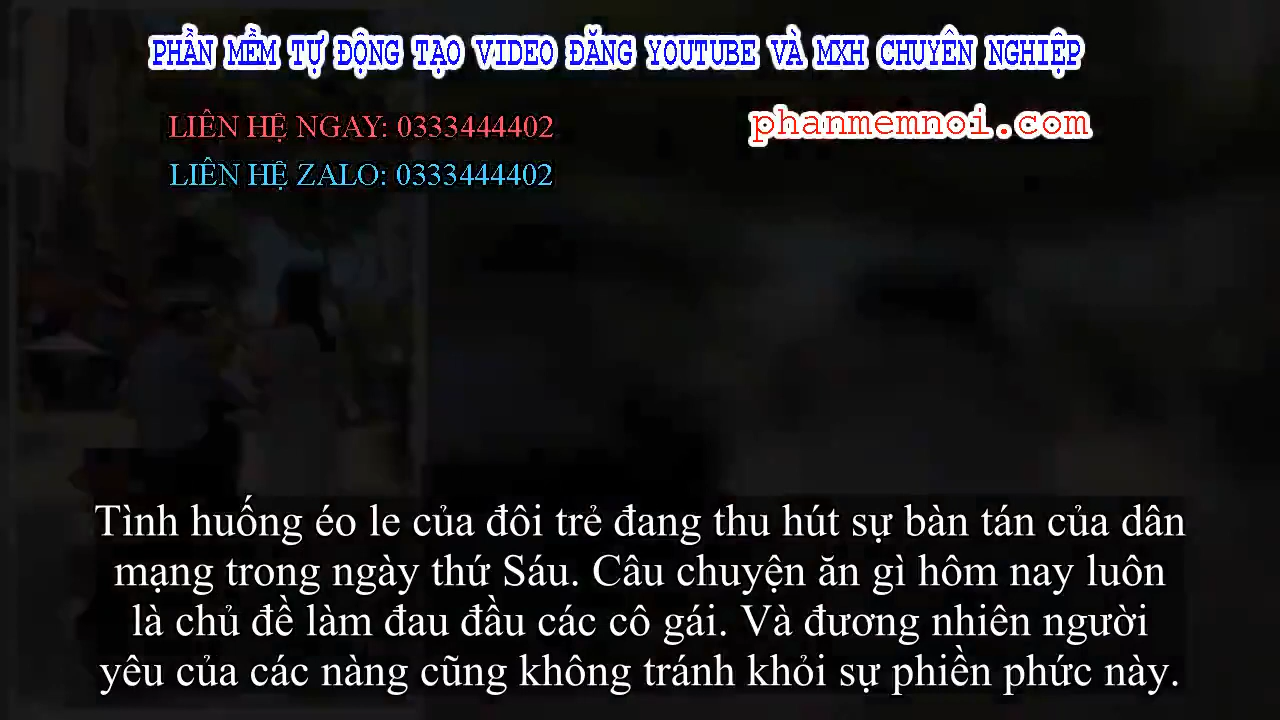 PHẦN MỀM TỰ ĐỘNG TẠO VIDEO ĐĂNG YOUTUBE VÀ MXH CHUYÊN NGHIỆP
LIÊN HỆ NGAY: 0333444402
phanmemnoi.com
LIÊN HỆ ZALO: 0333444402
Tình huống éo le của đôi trẻ đang thu hút sự bàn tán của dân
mạng trong ngày thứ Sáu. Câu chuyện ăn gì hôm nay luôn
là chủ đề làm đau đầu các cô gái. Và đương nhiên người
yêu của các nàng cũng không tránh khỏi sự phiền phức này.